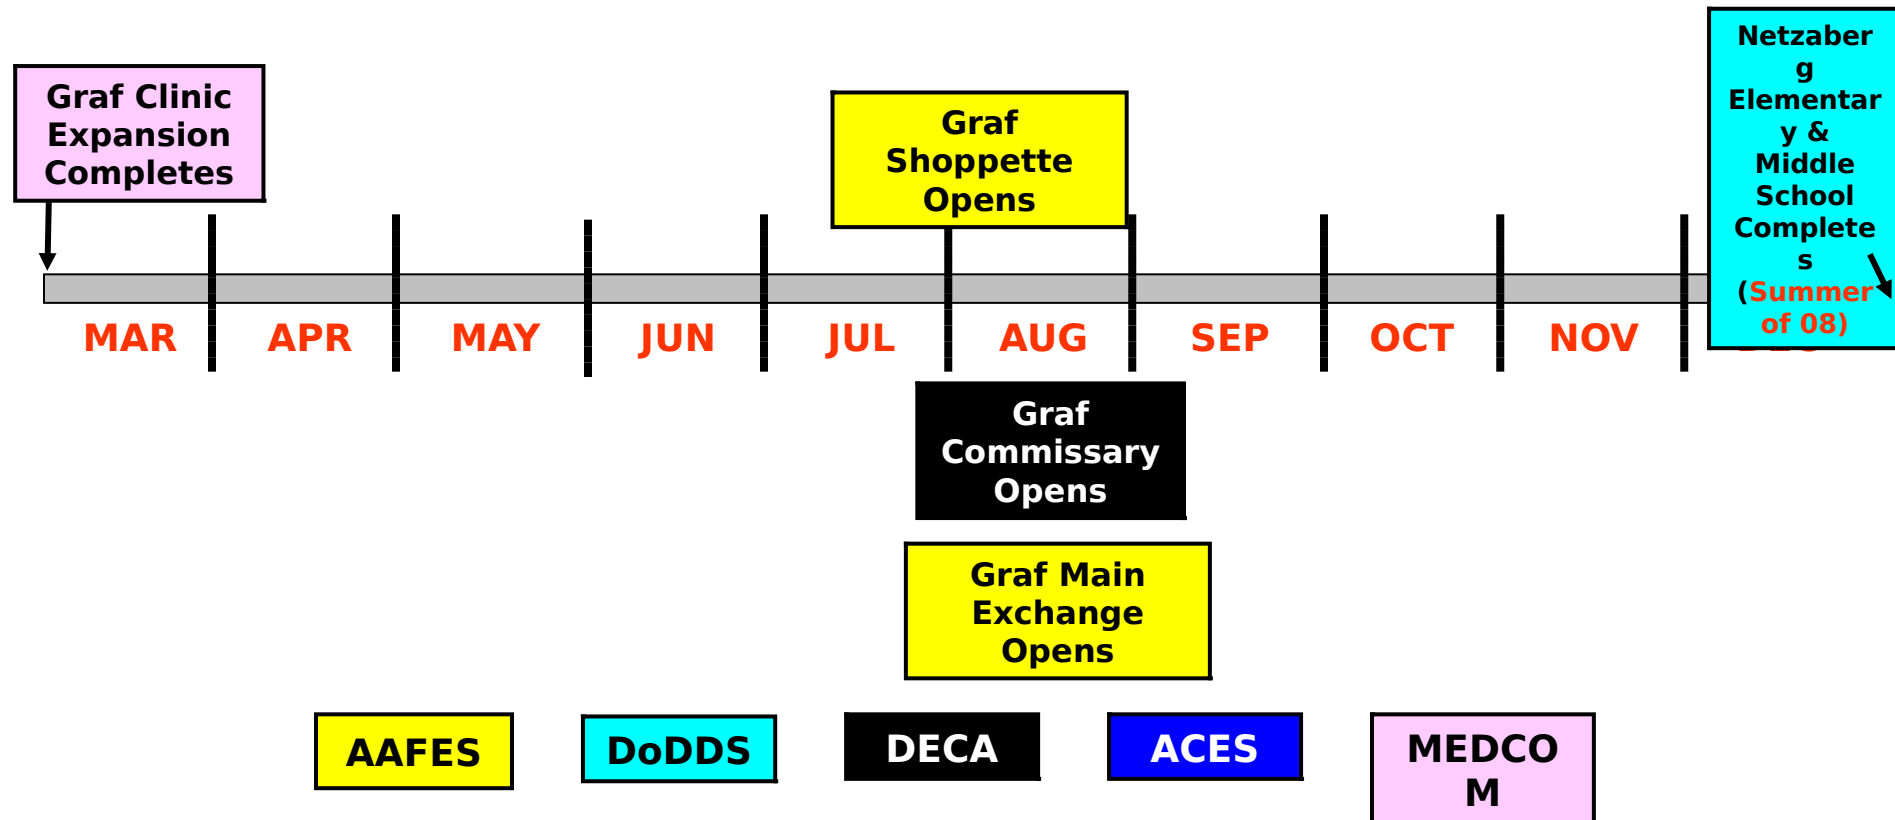 Graf Clinic
Expansion
Completes
Graf
Shoppette
Opens
Netzaber
g
Elementar
y &
Middle
School
Complete
s
(Summer
of 08)
MAR
APR
MAY
JUN
JUL
AUG
SEP
OCT
NOV
Graf
Commissary
Opens
Graf Main
Exchange
Opens
AAFES
DoDDS
DECA
ACES
MEDCO
M